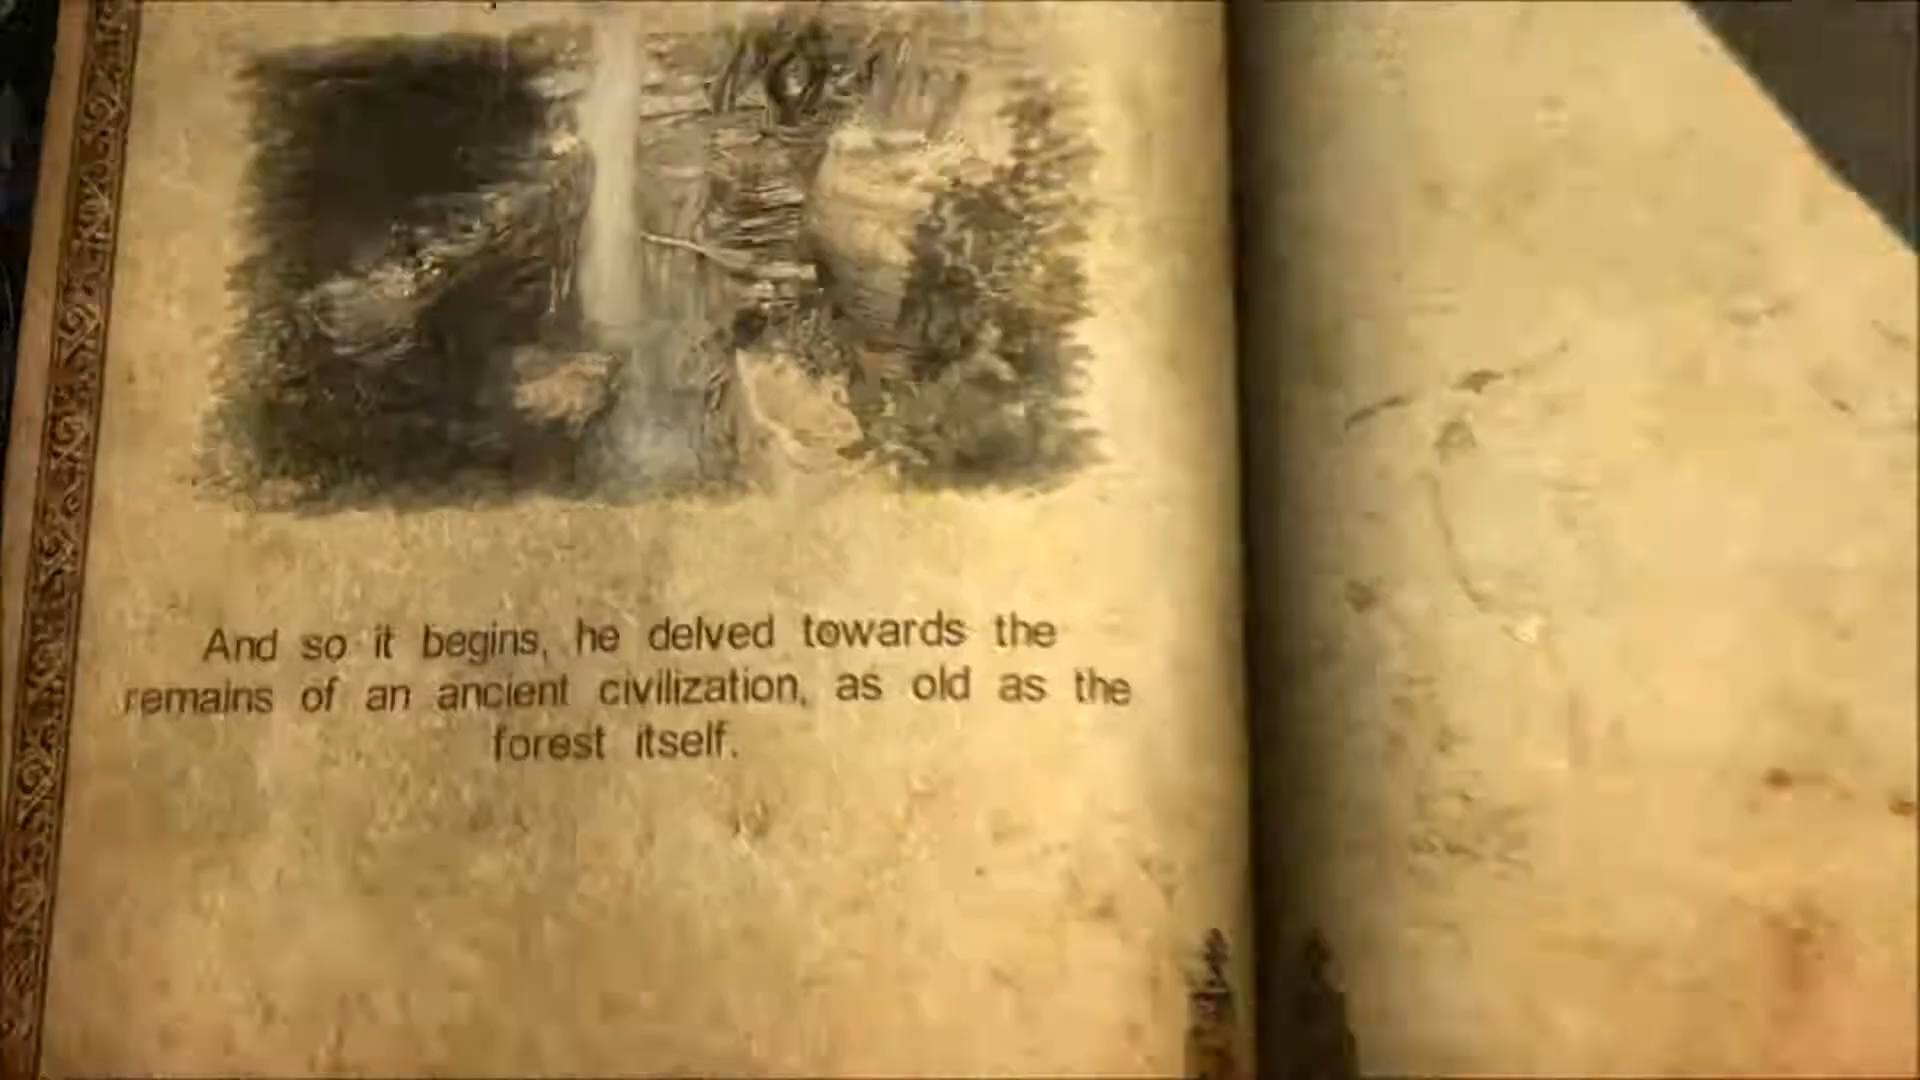 And so it begins, he delved towards the
remains of an ancient civilization, as old as the
forest itself.